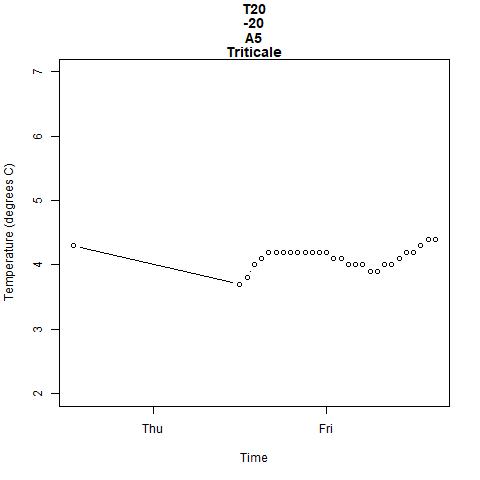 T20
-20
A5
Triticale
Temperature (degrees C)
7
6
5
4
3
2
Thu
Fri
Time